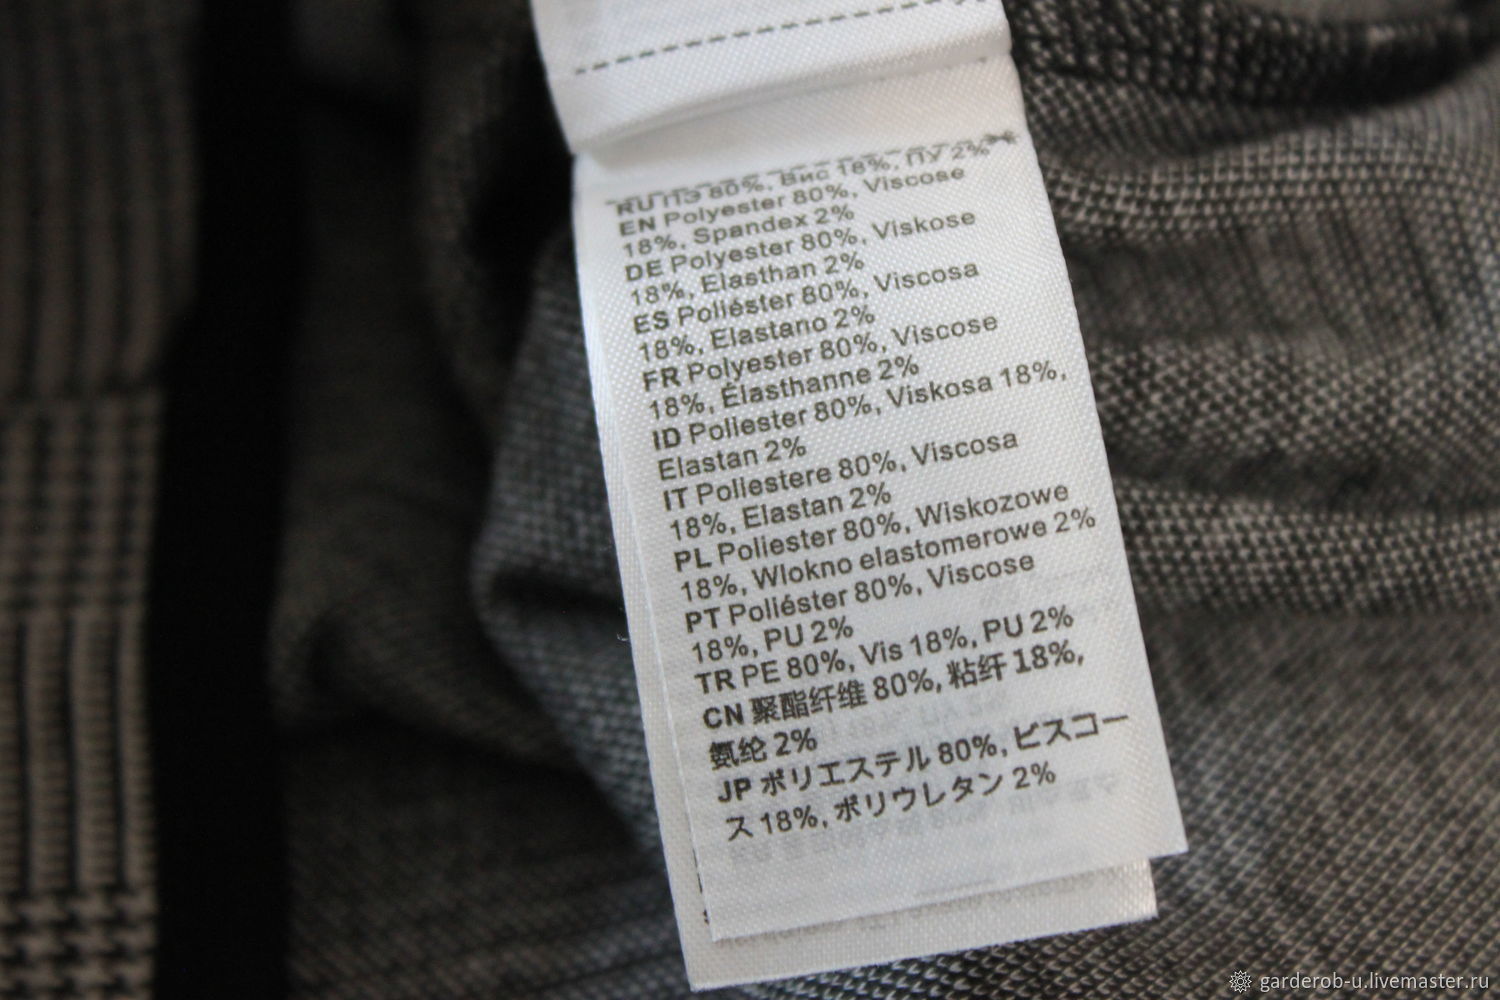 RU ПЭ 80%, Вис 18%, ПУ 2%
EN Polyester 80%, Viscose
18%, Spandex 2%
DE Polyester 80%, Viskose
18%, Elasthan 2%
ES Poliéster 80%, Viscosa
18%, Elastano 2%
FR Polyester 80%, Viscose
18%, Élasthanne 2%
ID Poliester 80%, Viskosa 18%,
Elastan 2%
IT Poliestere 80%, Viscosa
18%, Elastan 2%
PL Poliester 80%, Wiskozowe
18%, Wlokno elastomerowe 2%
PT Poliéster 80%, Viscose
18%, PU 2%
TR PE 80%, Vis 18%, PU 2%
CN 聚酯纤维 80%, 粘纤 18%,
氨纶 2%
JP ポリエステル 80%, ビスコー
ス 18%, ポリウレタン 2%
garderob-u.livemaster.ru